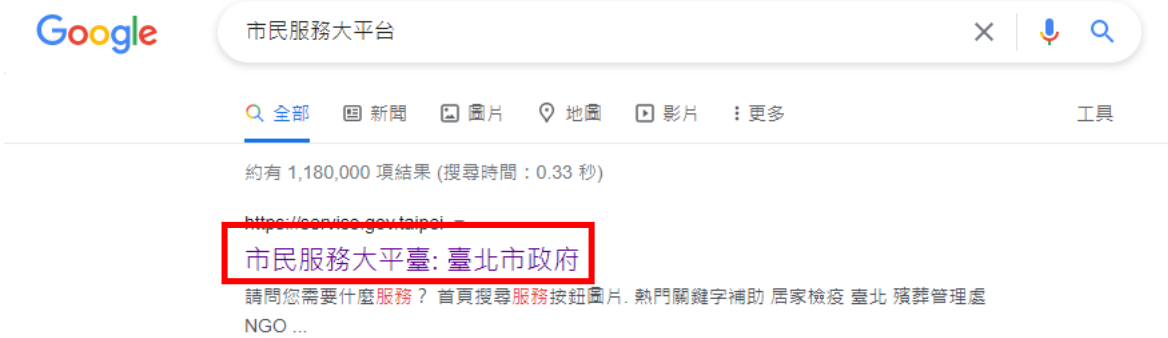 Google 市民服務大平台
全部 新聞 圖片 地圖 影片 更多 工具
約有 1,180,000 項結果 (搜尋時間：0.33 秒)
https://service.gov.taipei
市民服務大平臺: 臺北市政府
請問您需要什麼服務？ 首頁搜尋服務按鈕圖片. 熱門關鍵字補助 居家檢疫 臺北 殯葬管理處
NGO ...